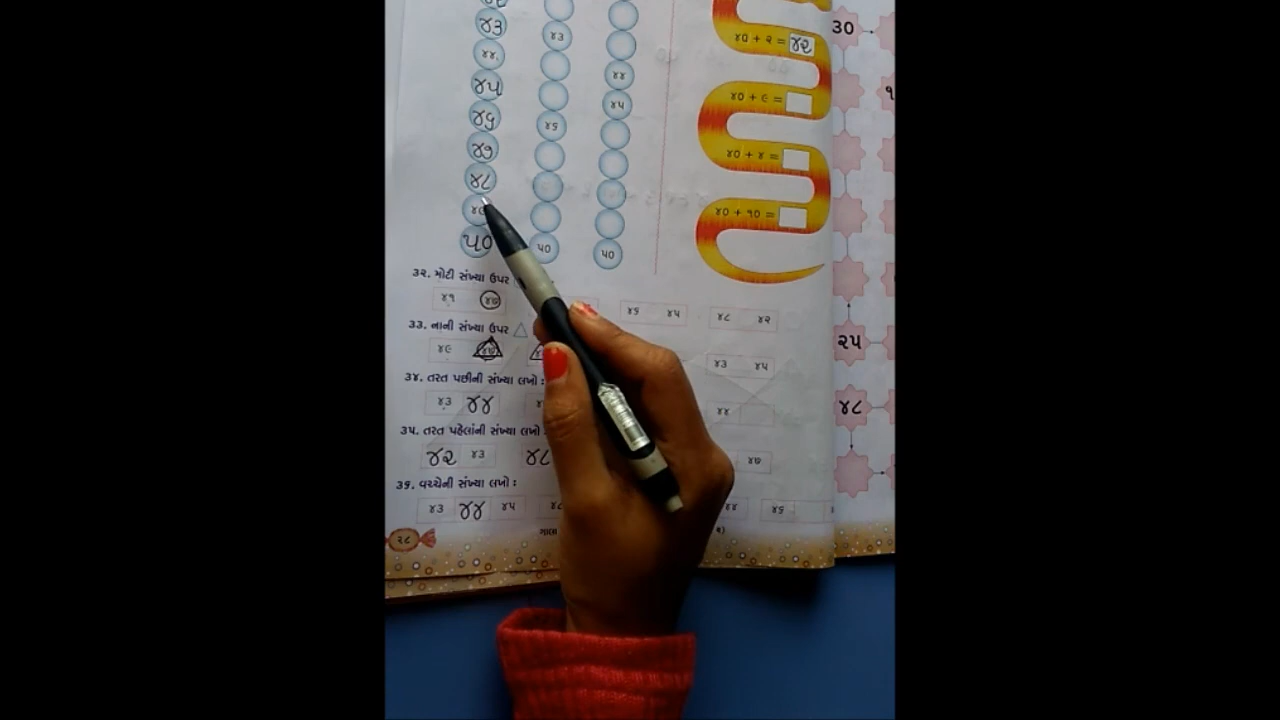 ૪૩ ૪૩
૪૪ ૪૪
૪૫ ૪૫
૪૬ ૪૬
૪૭
૪૮
૪૯
૫૦ ૫૦ ૫૦
૪૦ + ૨ = ૪૨
૪૦ + ૯ =
૪૦ + ૪ =
૪૦ + ૧૦ =
૩૨. મોટી સંખ્યા ઉપર
૪૧ ૪૭ ૪૬ ૪૫ ૪૮ ૪૨
૩૩. નાની સંખ્યા ઉપર △
૪૯ ૪૭ ૪૩ ૪૫
૩૪. તરત પછીની સંખ્યા લખો :
૪૩ ૪૪ ૪૪
૩૫. તરત પહેલાંની સંખ્યા લખો :
૪૨ ૪૩ ૪૮ ૪૭
૩૬. વચ્ચેની સંખ્યા લખો :
૪૩ ૪૪ ૪૫ ૪૮ ૪૪ ૪૬
૨૮ ગાલા
30
૨૫
૪૮